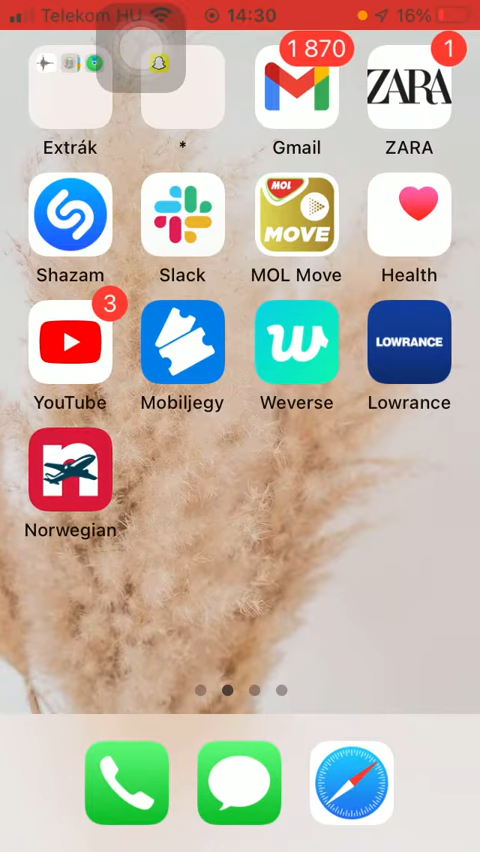 Telekom HU 14:30 16%
1 870 1
Extrák * Gmail ZARA
ZARA
MOL
MOVE
Shazam Slack MOL Move Health
3
w LOWRANCE
YouTube Mobiljegy Weverse Lowrance
n
Norwegian